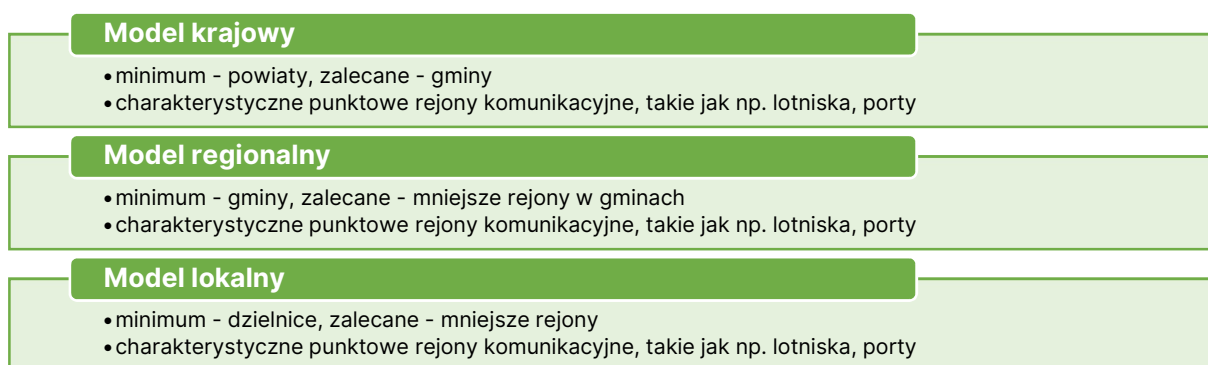 Model krajowy
•minimum - powiaty, zalecane - gminy
•charakterystyczne punktowe rejony komunikacyjne, takie jak np. lotniska, porty
Model regionalny
•minimum - gminy, zalecane - mniejsze rejony w gminach
•charakterystyczne punktowe rejony komunikacyjne, takie jak np. lotniska, porty
Model lokalny
•minimum - dzielnice, zalecane - mniejsze rejony
•charakterystyczne punktowe rejony komunikacyjne, takie jak np. lotniska, porty